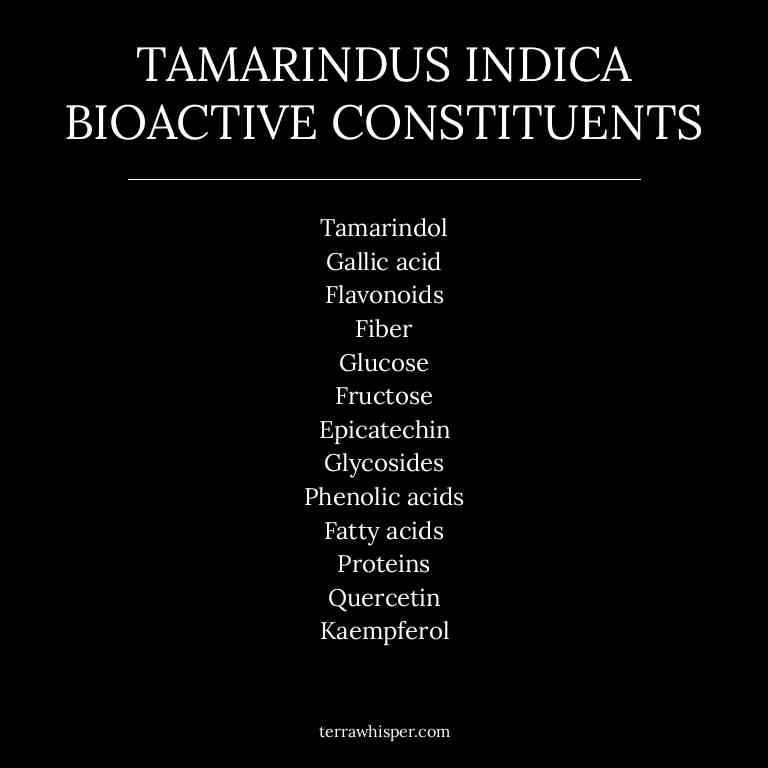 TAMARINDUS INDICA
BIOACTIVE CONSTITUENTS
Tamarindol
Gallic acid
Flavonoids
Fiber
Glucose
Fructose
Epicatechin
Glycosides
Phenolic acids
Fatty acids
Proteins
Quercetin
Kaempferol
terrawhisper.com